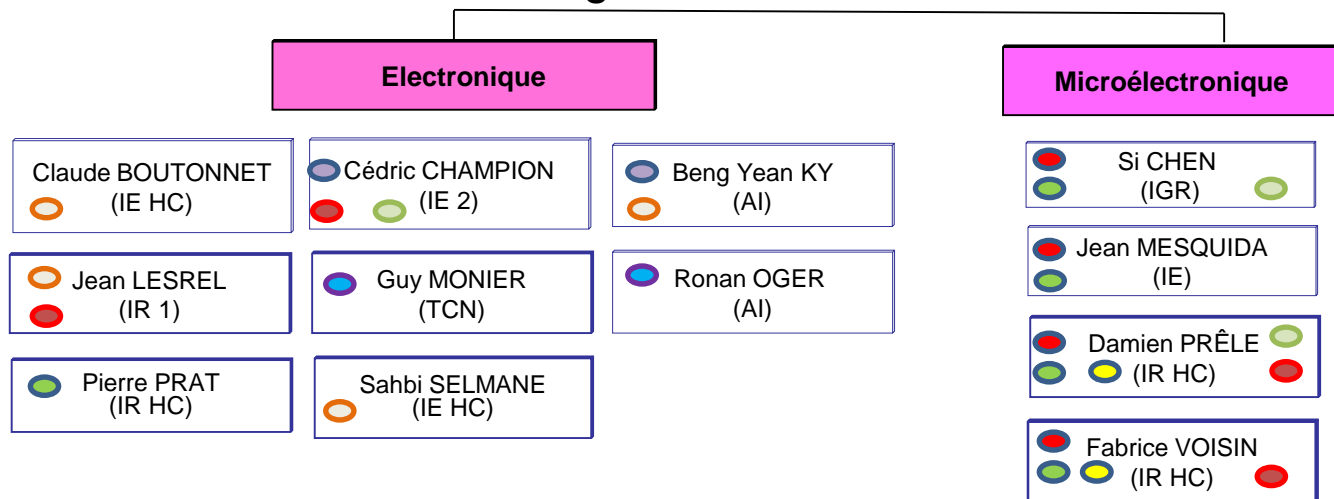 Electronique
Microélectronique
Claude BOUTONNET
(IE HC)
Cédric CHAMPION
(IE 2)
Beng Yean KY
(AI)
Jean LESREL
(IR 1)
Guy MONIER
(TCN)
Ronan OGER
(AI)
Pierre PRAT
(IR HC)
Sahbi SELMANE
(IE HC)
Si CHEN
(IGR)
Jean MESQUIDA
(IE)
Damien PRÊLE
(IR HC)
Fabrice VOISIN
(IR HC)